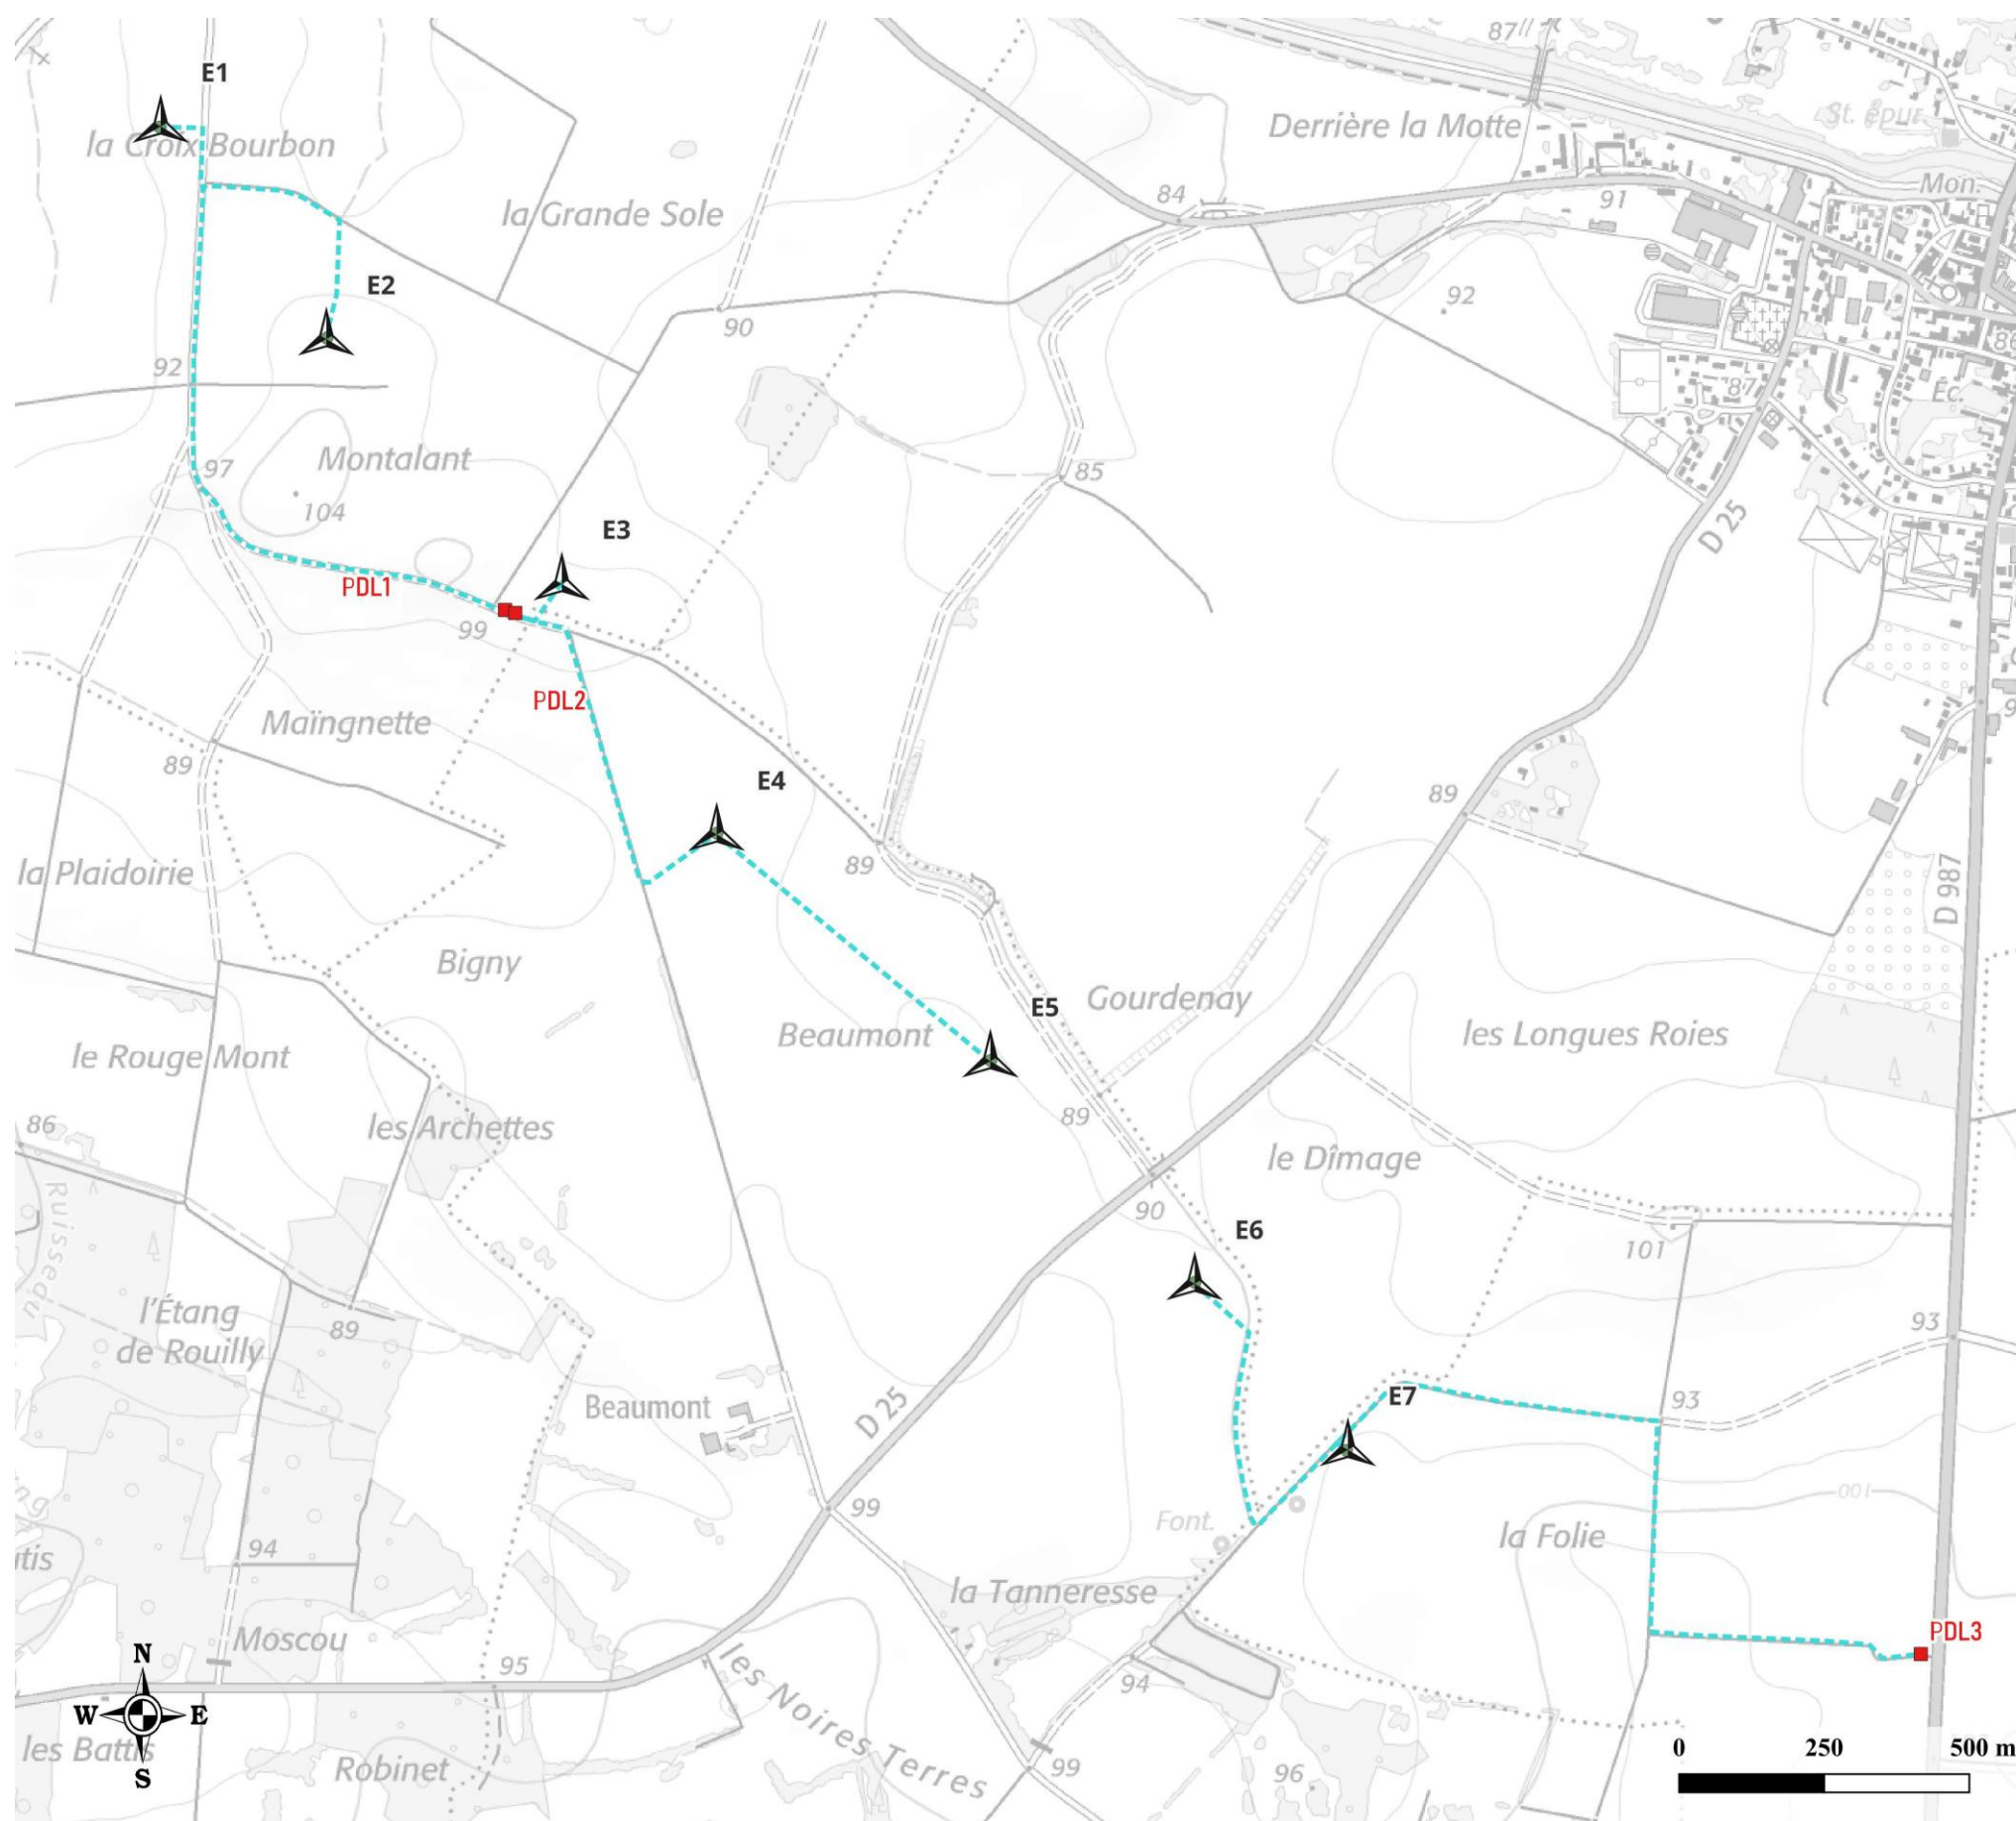 87
E1
Derrière la Motte
St. épur.
la Croix Bourbon
Mon.
84
91
la Grande Sole
E2
92
90
86
92
87
Éc.
Montalant
97
85
104
D 25
E3
PDL1
99
PDL2
Maïngnette
89
E4
89
89
la Plaidoirie
D 987
Bigny
E5
Gourdenay
Beaumont
les Longues Roies
le Rouge Mont
86
les Archettes
89
le Dîmage
Ruisseau
90
E6
101
l'Étang
de Rouilly
89
93
Beaumont
D 25
E7
93
99
Font.
100
la Folie
94
la Tanneresse
Moscou
PDL3
N
95
94
W
E
les Noires Terres
les Battis
S
Robinet
99
96
0
250
500 m